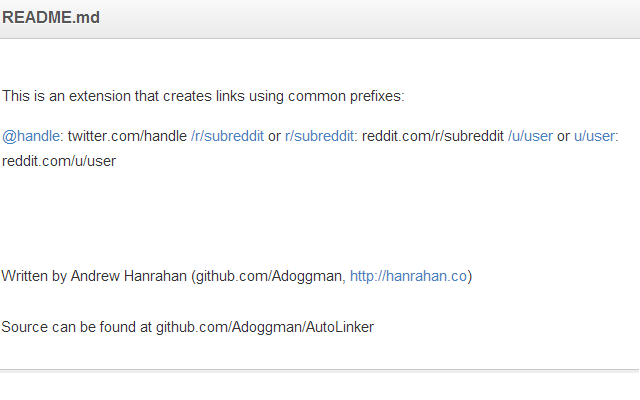 README.md
This is an extension that creates links using common prefixes:
@handle: twitter.com/handle /r/subreddit or r/subreddit: reddit.com/r/subreddit /u/user or u/user:
reddit.com/u/user
Written by Andrew Hanrahan (github.com/Adoggman, http://hanrahan.co)
Source can be found at github.com/Adoggman/AutoLinker